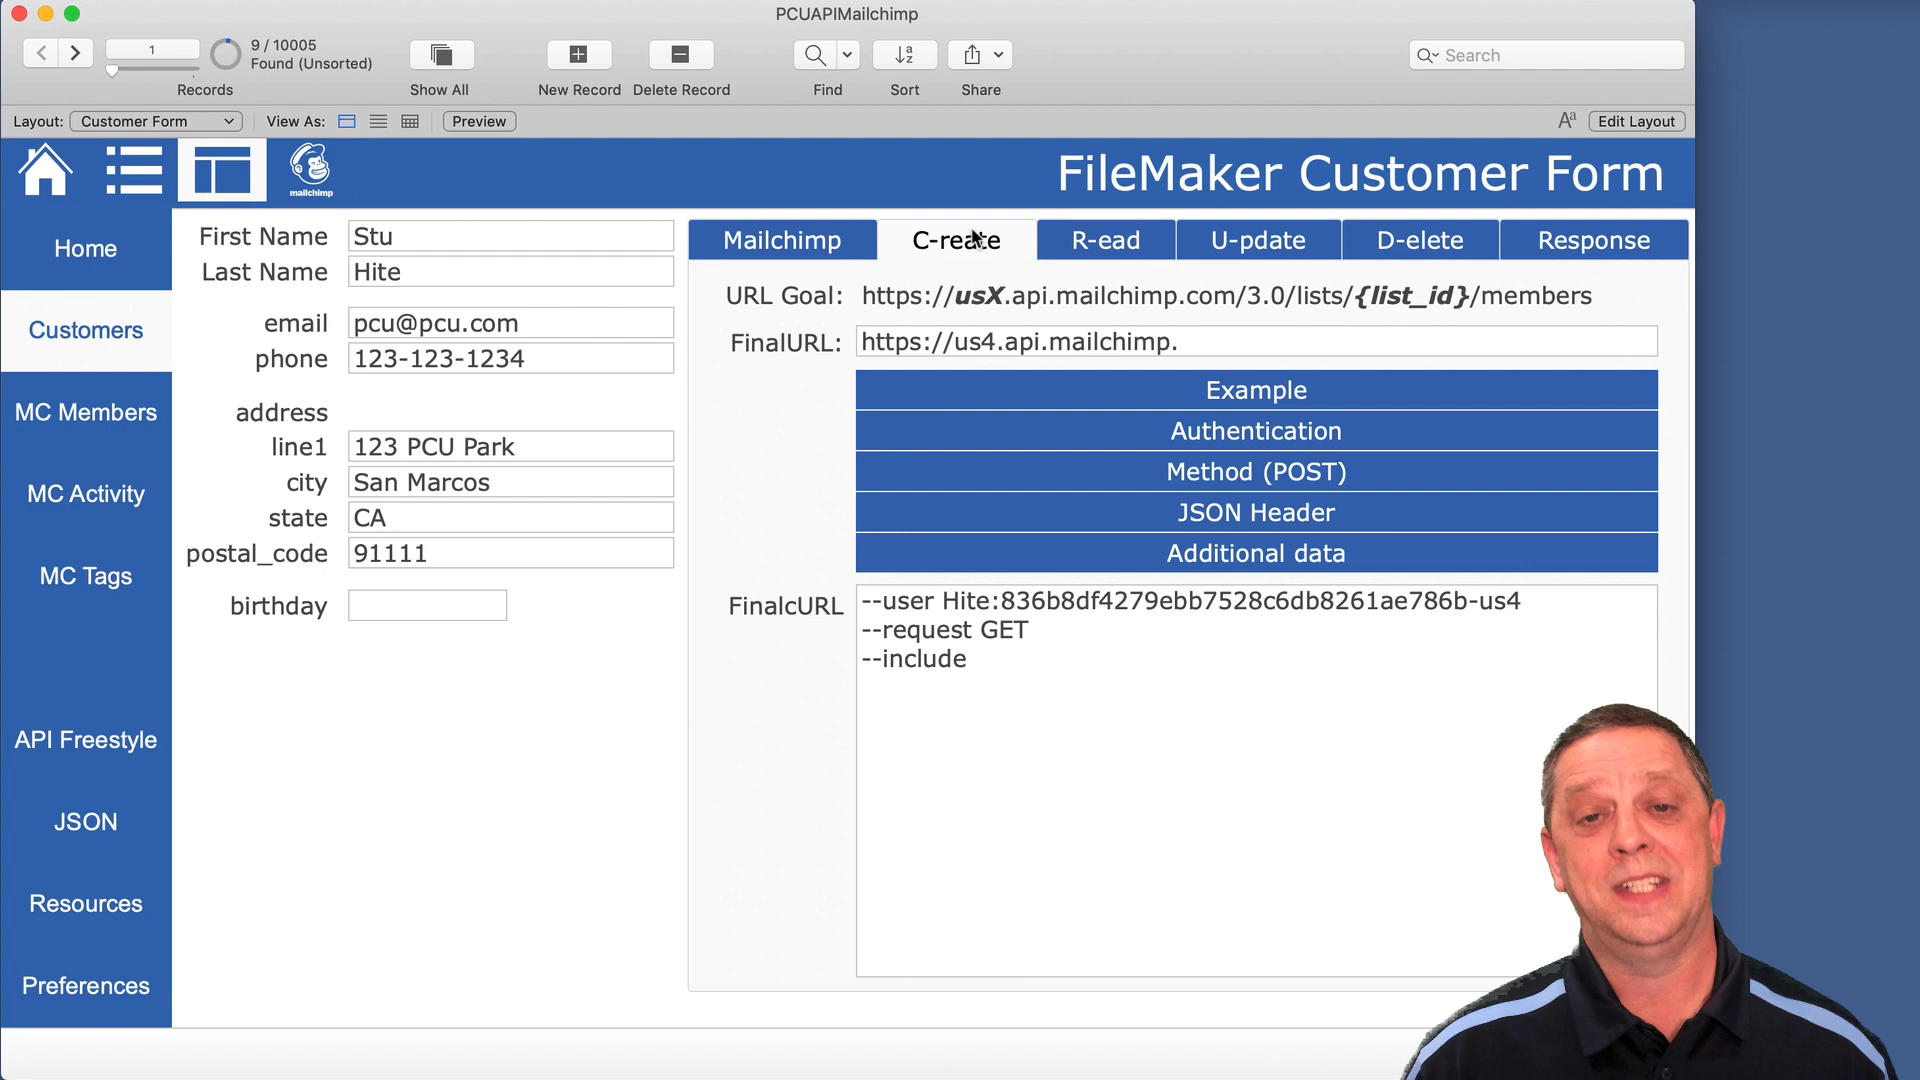 PCUAPIMailchimp
1
9 / 10005
Found (Unsorted)
Records
Show All
New Record
Delete Record
Find
Sort
Share
Search
Layout: Customer Form
View As:
Preview
Aª
Edit Layout
mailchimp
FileMaker Customer Form
Home
Customers
MC Members
MC Activity
MC Tags
API Freestyle
JSON
Resources
Preferences
First Name Stu
Last Name Hite
email pcu@pcu.com
phone 123-123-1234
address
line1 123 PCU Park
city San Marcos
state CA
postal_code 91111
birthday
Mailchimp C-reate R-ead U-pdate D-elete Response
URL Goal: https://usX.api.mailchimp.com/3.0/lists/{list_id}/members
FinalURL: https://us4.api.mailchimp.
Example
Authentication
Method (POST)
JSON Header
Additional data
FinalcURL --user Hite:836b8df4279ebb7528c6db8261ae786b-us4
--request GET
--include